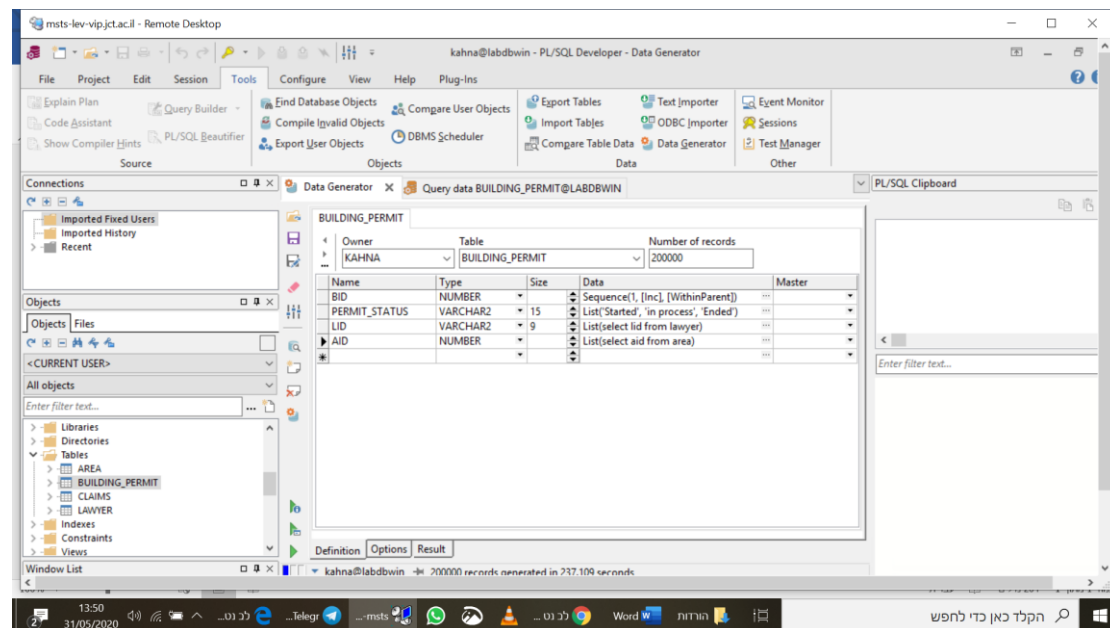 msts-lev-vip.jct.ac.il - Remote Desktop
kahna@labdbwin - PL/SQL Developer - Data Generator
File Project Edit Session Tools Configure View Help Plug-Ins
Explain Plan
Code Assistant
Show Compiler Hints
Query Builder
PL/SQL Beautifier
Source
Find Database Objects
Compile Invalid Objects
Export User Objects
Compare User Objects
DBMS Scheduler
Objects
Export Tables
Import Tables
Compare Table Data
Text Importer
ODBC Importer
Data Generator
Data
Event Monitor
Sessions
Test Manager
Other
Connections
Imported Fixed Users
Imported History
Recent
Objects
Objects Files
<CURRENT USER>
All objects
Enter filter text...
Libraries
Directories
Tables
AREA
BUILDING_PERMIT
CLAIMS
LAWYER
Indexes
Constraints
Views
Window List
Data Generator Query data BUILDING_PERMIT@LABDBWIN
BUILDING_PERMIT
Owner Table Number of records
KAHNA BUILDING_PERMIT 200000
Name Type Size Data Master
BID NUMBER Sequence(1, [Inc], [WithinParent])
PERMIT_STATUS VARCHAR2 15 List('Started', 'in process', 'Ended')
LID VARCHAR2 9 List(select lid from lawyer)
AID NUMBER List(select aid from area)
Definition Options Result
kahna@labdbwin 200000 records generated in 237.109 seconds
PL/SQL Clipboard
Enter filter text...
13:50
31/05/2020
לכ נט...
...Telegr
...-msts
לכ נט ...
Word
הורדות
הקלד כאן כדי לחפש
2